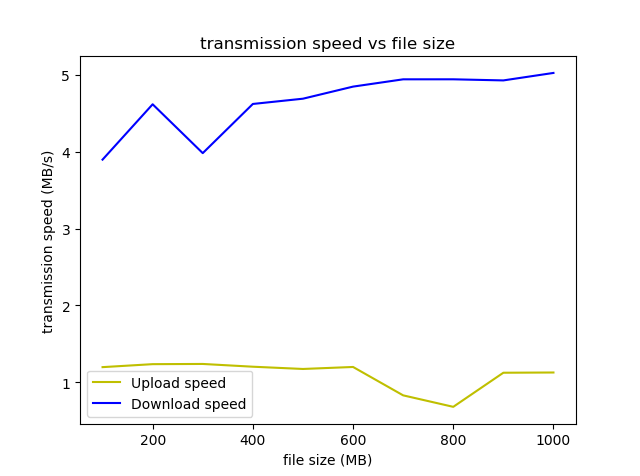 transmission speed vs file size
transmission speed (MB/s)
5
4
3
2
1
Upload speed
Download speed
200
400
600
800
1000
file size (MB)